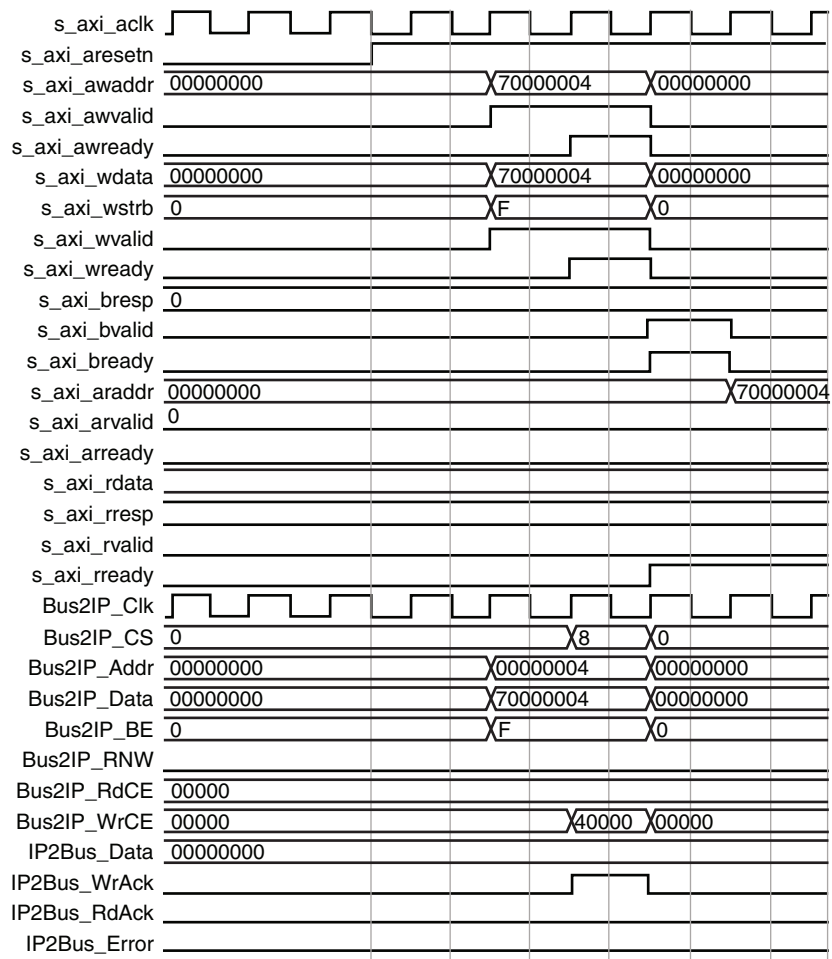 s_axi_aclk
s_axi_aresetn
s_axi_awaddr 00000000 70000004 00000000
s_axi_awvalid
s_axi_awready
s_axi_wdata 00000000 70000004 00000000
s_axi_wstrb 0 F 0
s_axi_wvalid
s_axi_wready
s_axi_bresp 0
s_axi_bvalid
s_axi_bready
s_axi_araddr 00000000 70000004
s_axi_arvalid 0
s_axi_arready
s_axi_rdata
s_axi_rresp
s_axi_rvalid
s_axi_rready
Bus2IP_Clk
Bus2IP_CS 0 8 0
Bus2IP_Addr 00000000 00000004 00000000
Bus2IP_Data 00000000 70000004 00000000
Bus2IP_BE 0 F 0
Bus2IP_RNW
Bus2IP_RdCE 00000
Bus2IP_WrCE 00000 40000 00000
IP2Bus_Data 00000000
IP2Bus_WrAck
IP2Bus_RdAck
IP2Bus_Error